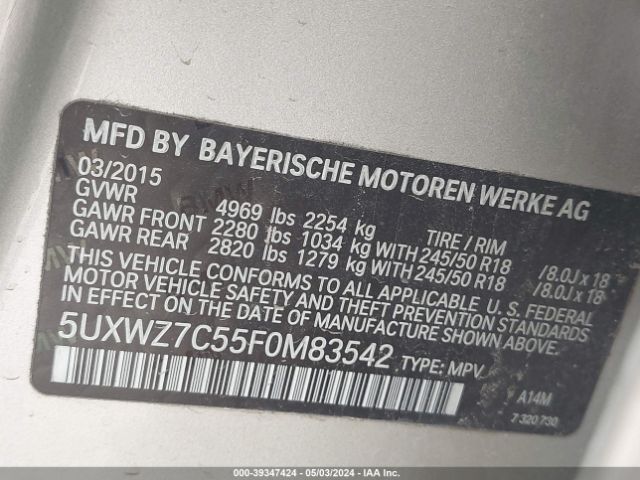 MFD BY BAYERISCHE MOTOREN WERKE AG
03/2015
GVWR 4969 lbs 2254 kg TIRE / RIM
GAWR FRONT 2280 lbs 1034 kg WITH 245/50 R18 /8.0J x 18
GAWR REAR 2820 lbs 1279 kg WITH 245/50 R18 /8.0J x 18
THIS VEHICLE CONFORMS TO ALL APPLICABLE U. S. FEDERAL
MOTOR VEHICLE SAFETY, BUMPER, AND THEFT PREVENTION STANDARDS
IN EFFECT ON THE DATE OF MANUFACTURE SHOWN ABOVE.
5UXWZ7C55F0M83542 TYPE: MPV
A14M
7 320 730
000-39347424 - 05/03/2024 - IAA Inc.